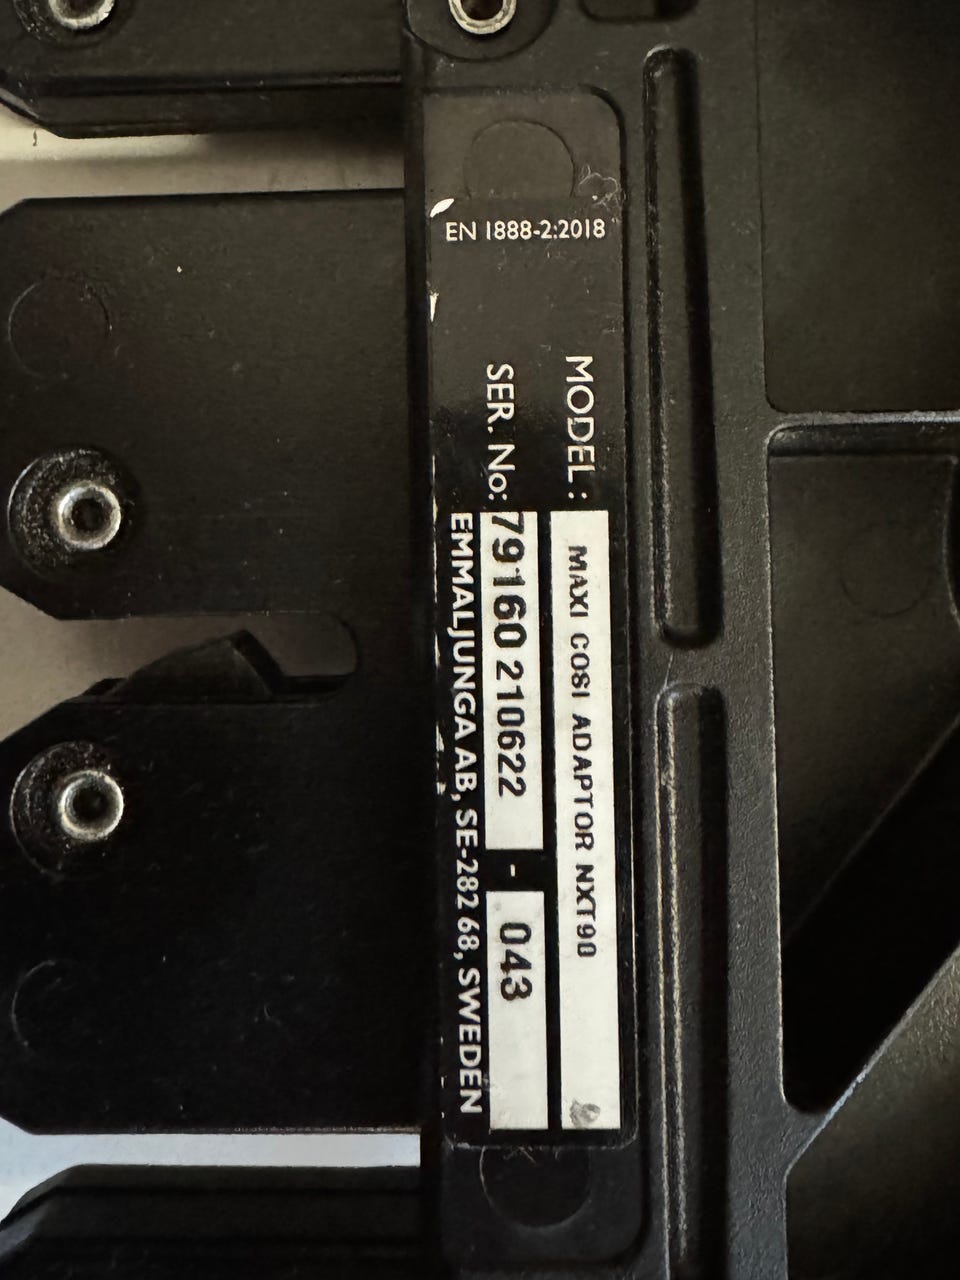 EN 1888-2:2018
MODEL: MAXI COSI ADAPTOR NXT90
SER. No: 79160 210622 - 043
EMMALJUNGA AB, SE-282 68, SWEDEN